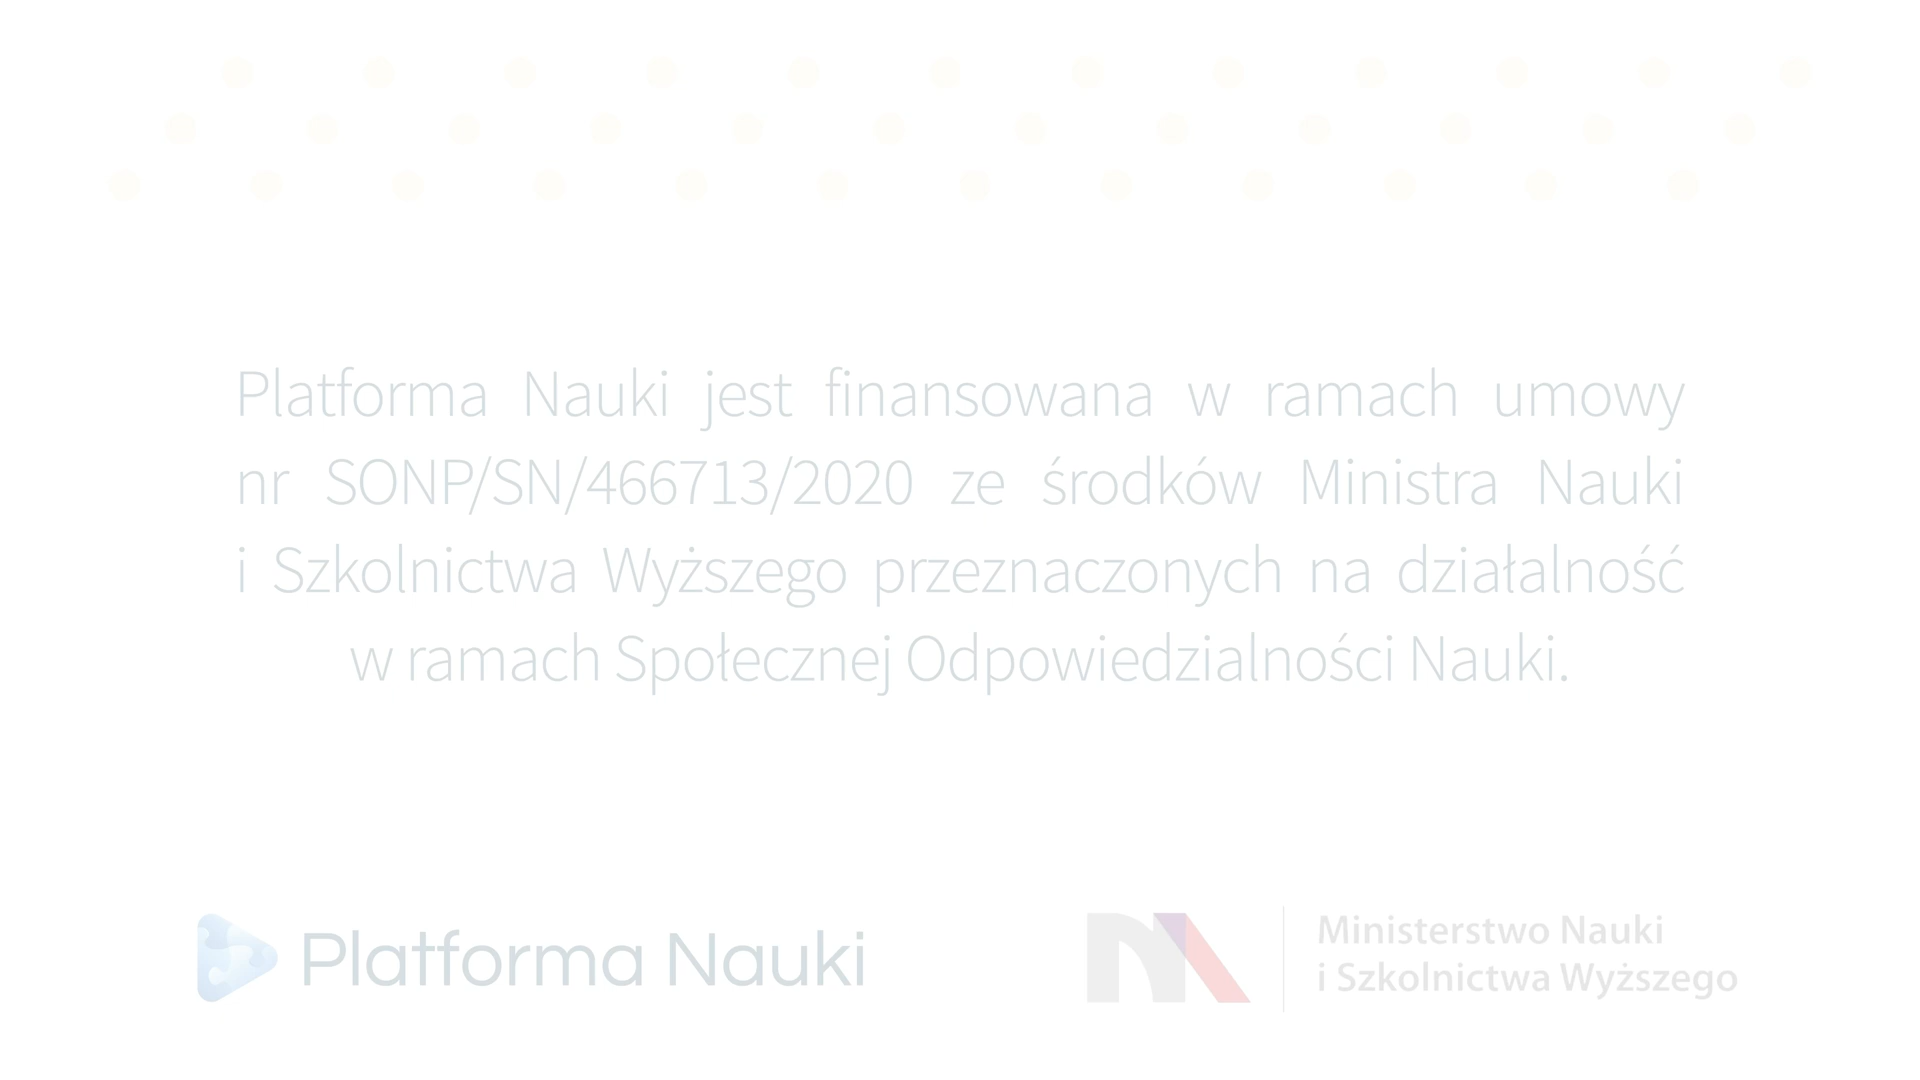 Platforma Nauki jest finansowana w ramach umowy
nr SONP/SN/466713/2020 ze środków Ministra Nauki
i Szkolnictwa Wyższego przeznaczonych na działalność
w ramach Społecznej Odpowiedzialności Nauki.
Platforma Nauki
Ministerstwo Nauki
i Szkolnictwa Wyższego